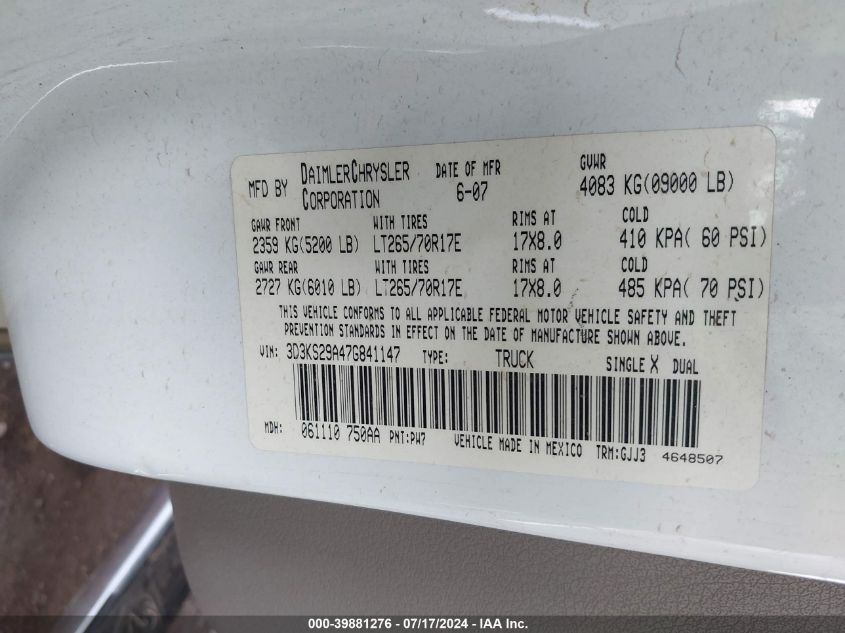 MFD BY DAIMLERCHRYSLER CORPORATION DATE OF MFR 6-07 GVWR 4083 KG(09000 LB)
GAWR FRONT WITH TIRES RIMS AT COLD
2359 KG(5200 LB) LT265/70R17E 17X8.0 410 KPA( 60 PSI)
GAWR REAR WITH TIRES RIMS AT COLD
2727 KG(6010 LB) LT265/70R17E 17X8.0 485 KPA( 70 PSI)
THIS VEHICLE CONFORMS TO ALL APPLICABLE FEDERAL MOTOR VEHICLE SAFETY AND THEFT
PREVENTION STANDARDS IN EFFECT ON THE DATE OF MANUFACTURE SHOWN ABOVE.
VIN: 3D3KS29A47G841147 TYPE: TRUCK SINGLE X DUAL
MDH: 061110 750AA PNT:PW7 VEHICLE MADE IN MEXICO TRM:GJJ3 4648507
000-39881276 - 07/17/2024 - IAA Inc.